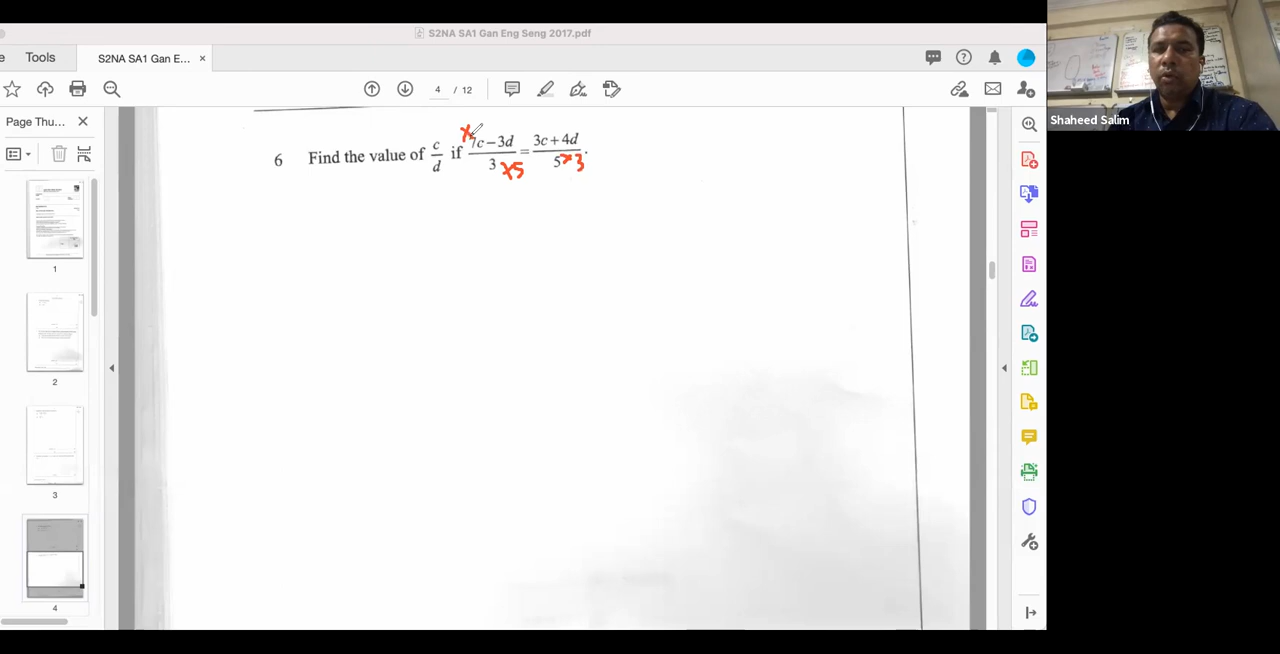 S2NA SA1 Gan Eng Seng 2017.pdf
e Tools S2NA SA1 Gan E... ×
4 / 12
Page Thu... ×
Shaheed Salim
6 Find the value of c/d if (7c − 3d)/3 = (3c + 4d)/5.
× ×5 ×3
1
2
3
4